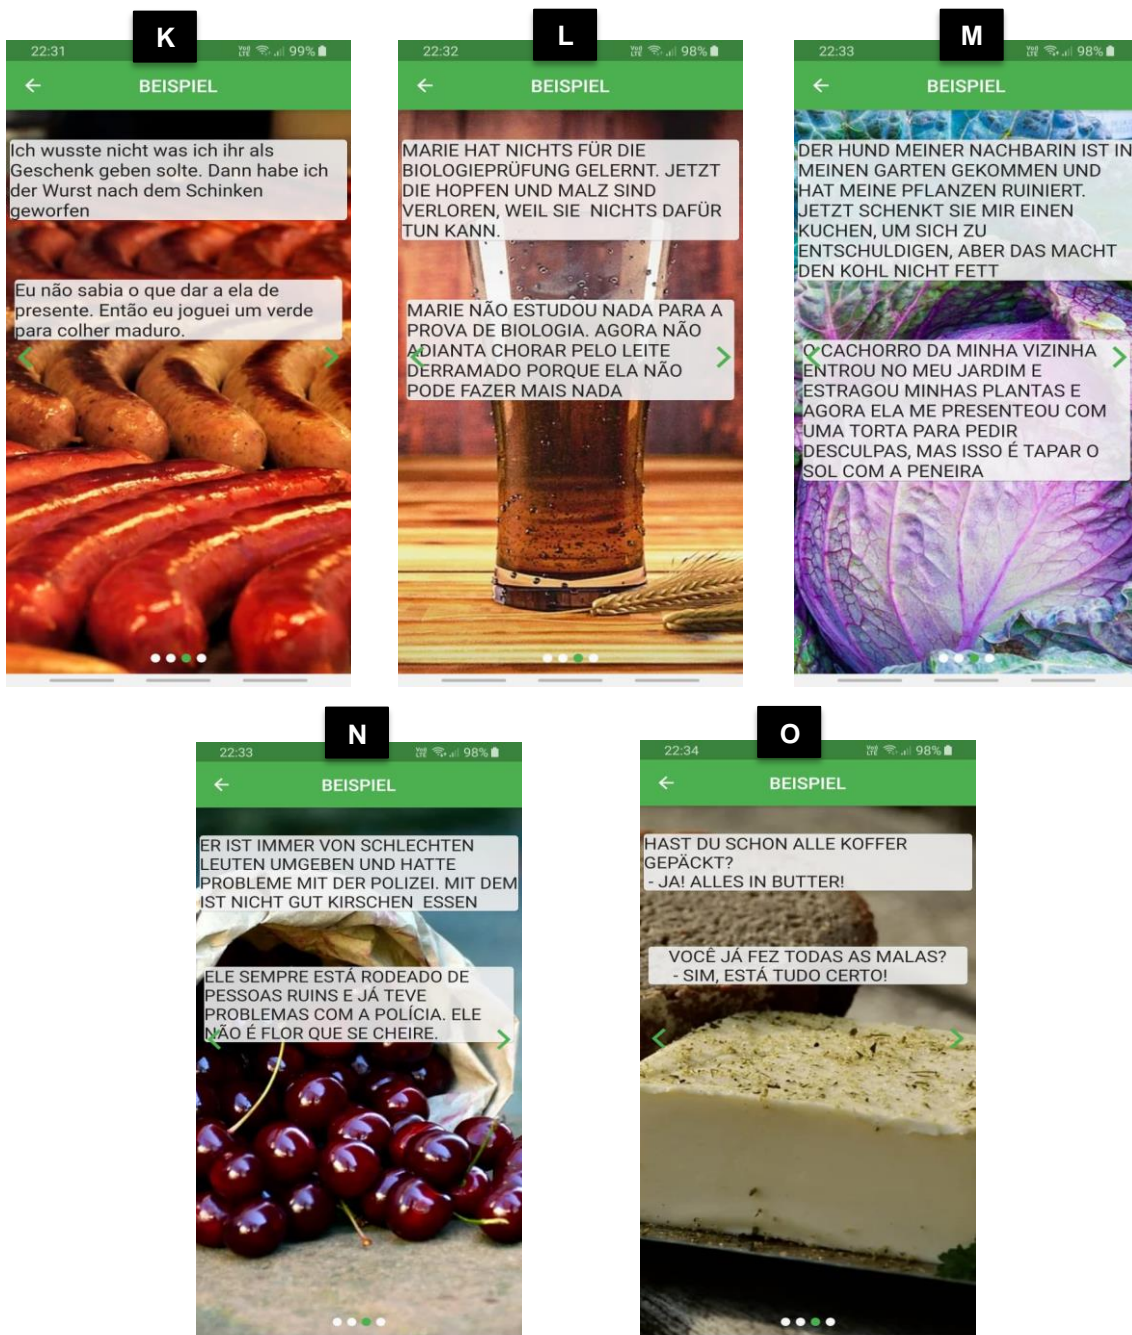 K
22:31 99%
BEISPIEL
Ich wusste nicht was ich ihr als
Geschenk geben solte. Dann habe ich
der Wurst nach dem Schinken
geworfen
Eu não sabia o que dar a ela de
presente. Então eu joguei um verde
para colher maduro.
L
22:32 98%
BEISPIEL
MARIE HAT NICHTS FÜR DIE
BIOLOGIEPRÜFUNG GELERNT. JETZT
DIE HOPFEN UND MALZ SIND
VERLOREN, WEIL SIE NICHTS DAFÜR
TUN KANN.
MARIE NÃO ESTUDOU NADA PARA A
PROVA DE BIOLOGIA. AGORA NÃO
ADIANTA CHORAR PELO LEITE
DERRAMADO PORQUE ELA NÃO
PODE FAZER MAIS NADA
M
22:33 98%
BEISPIEL
DER HUND MEINER NACHBARIN IST IN
MEINEN GARTEN GEKOMMEN UND
HAT MEINE PFLANZEN RUINIERT.
JETZT SCHENKT SIE MIR EINEN
KUCHEN, UM SICH ZU
ENTSCHULDIGEN, ABER DAS MACHT
DEN KOHL NICHT FETT
O CACHORRO DA MINHA VIZINHA
ENTROU NO MEU JARDIM E
ESTRAGOU MINHAS PLANTAS E
AGORA ELA ME PRESENTEOU COM
UMA TORTA PARA PEDIR
DESCULPAS, MAS ISSO É TAPAR O
SOL COM A PENEIRA
N
22:33 98%
BEISPIEL
ER IST IMMER VON SCHLECHTEN
LEUTEN UMGEBEN UND HATTE
PROBLEME MIT DER POLIZEI. MIT DEM
IST NICHT GUT KIRSCHEN ESSEN
ELE SEMPRE ESTÁ RODEADO DE
PESSOAS RUINS E JÁ TEVE
PROBLEMAS COM A POLÍCIA. ELE
NÃO É FLOR QUE SE CHEIRE.
O
22:34 98%
BEISPIEL
HAST DU SCHON ALLE KOFFER
GEPÄCKT?
- JA! ALLES IN BUTTER!
VOCÊ JÁ FEZ TODAS AS MALAS?
- SIM, ESTÁ TUDO CERTO!